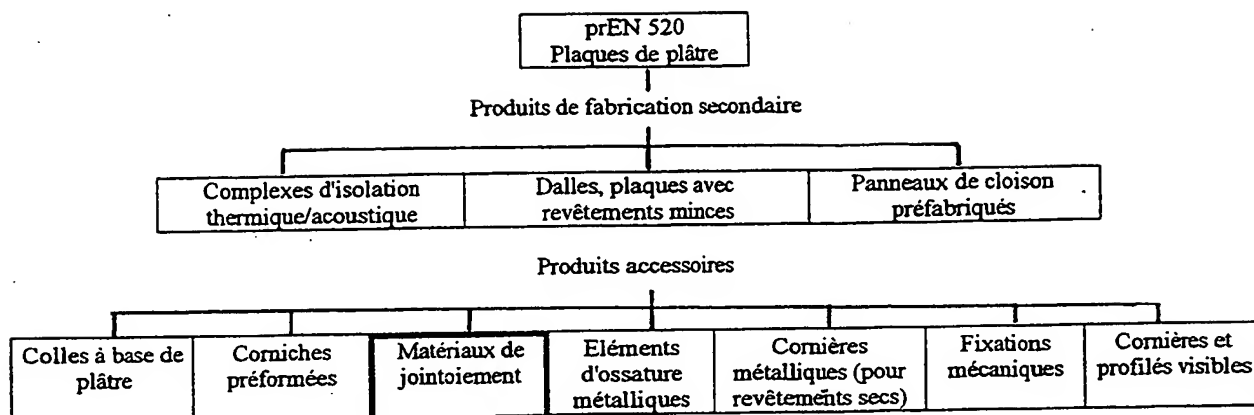 prEN 520
Plaques de plâtre
Produits de fabrication secondaire
Complexes d'isolation
thermique/acoustique
Dalles, plaques avec
revêtements minces
Panneaux de cloison
préfabriqués
Produits accessoires
Colles à base de
plâtre
Corniches
préformées
Matériaux de
jointoiement
Eléments
d'ossature
métalliques
Cornières
métalliques (pour
revêtements secs)
Fixations
mécaniques
Cornières et
profilés visibles